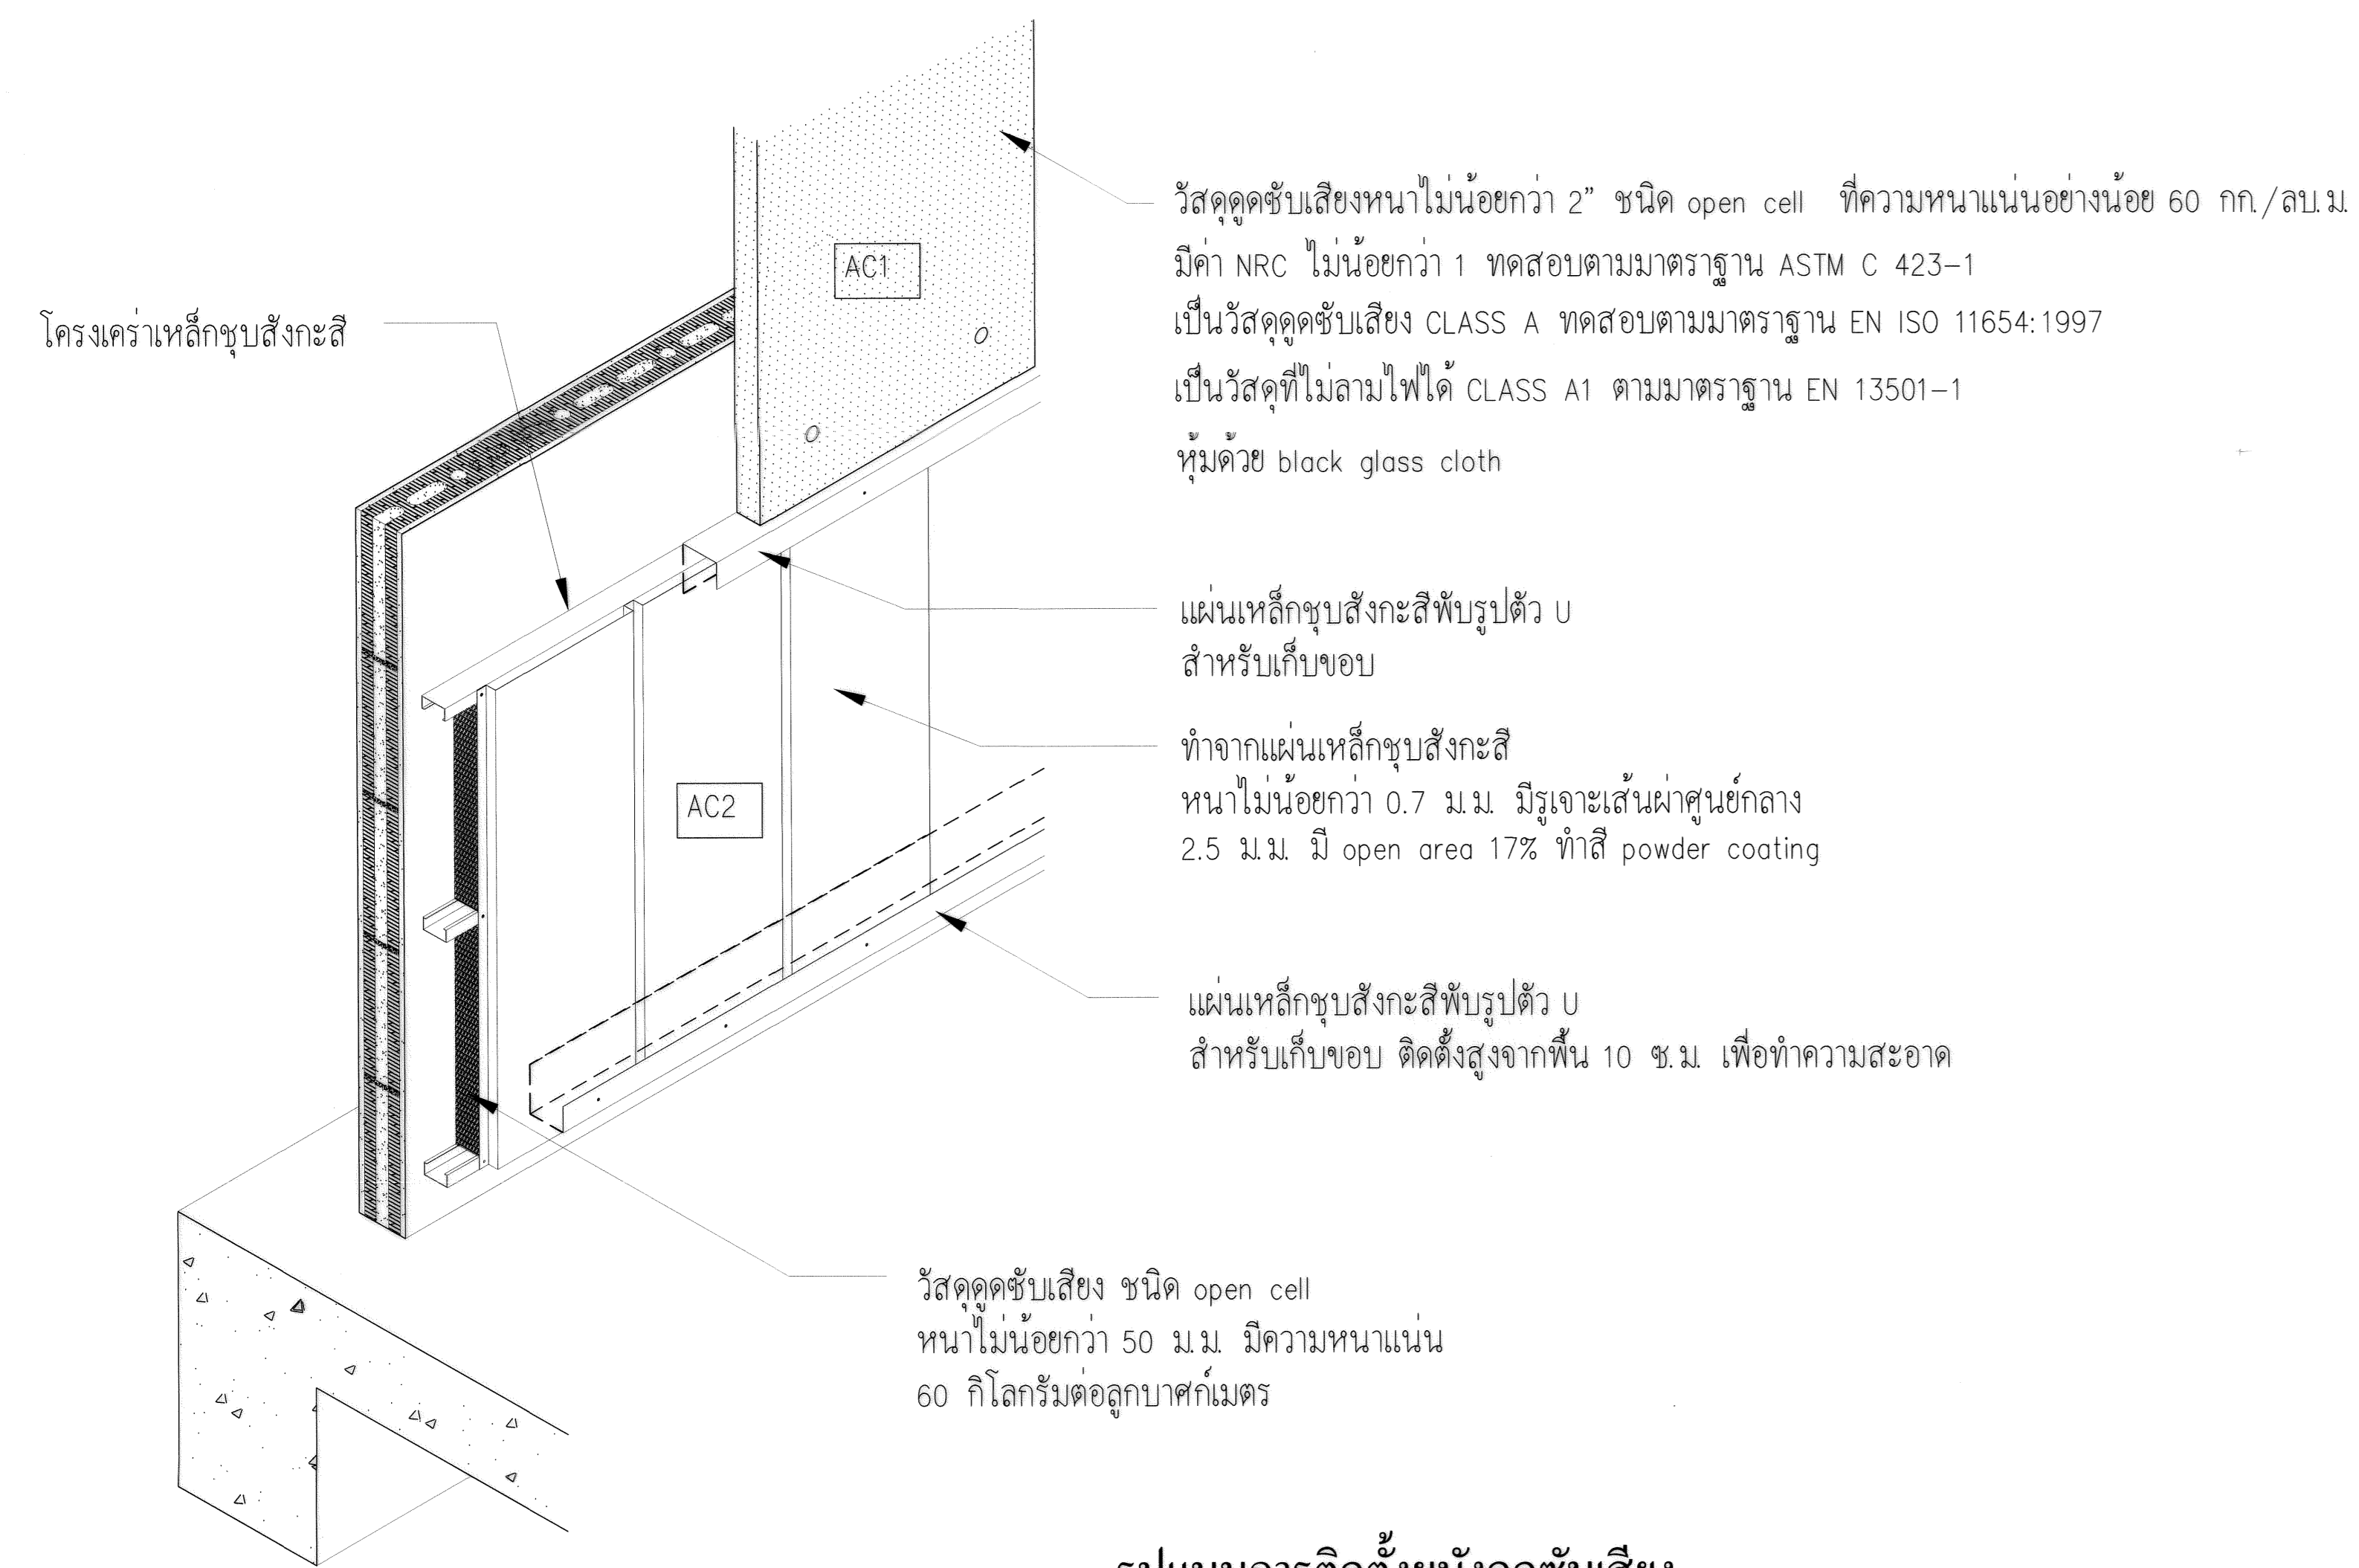 วัสดุดูดซับเสียงหนาไม่น้อยกว่า 2" ชนิด open cell ที่ความหนาแน่นอย่างน้อย 60 กก./ลบ.ม.
มีค่า NRC ไม่น้อยกว่า 1 ทดสอบตามมาตราฐาน ASTM C 423-1
เป็นวัสดุดูดซับเสียง CLASS A ทดสอบตามมาตราฐาน EN ISO 11654:1997
เป็นวัสดุที่ไม่ลามไฟได้ CLASS A1 ตามมาตราฐาน EN 13501-1
หุ้มด้วย black glass cloth
AC1
โครงเคร่าเหล็กชุบสังกะสี
แผ่นเหล็กชุบสังกะสีพับรูปตัว U
สำหรับเก็บขอบ
ทำจากแผ่นเหล็กชุบสังกะสี
หนาไม่น้อยกว่า 0.7 ม.ม. มีรูเจาะเส้นผ่าศูนย์กลาง
2.5 ม.ม. มี open area 17% ทำสี powder coating
AC2
แผ่นเหล็กชุบสังกะสีพับรูปตัว U
สำหรับเก็บขอบ ติดตั้งสูงจากพื้น 10 ซ.ม. เพื่อทำความสะอาด
วัสดุดูดซับเสียง ชนิด open cell
หนาไม่น้อยกว่า 50 ม.ม. มีความหนาแน่น
60 กิโลกรัมต่อลูกบาศก์เมตร